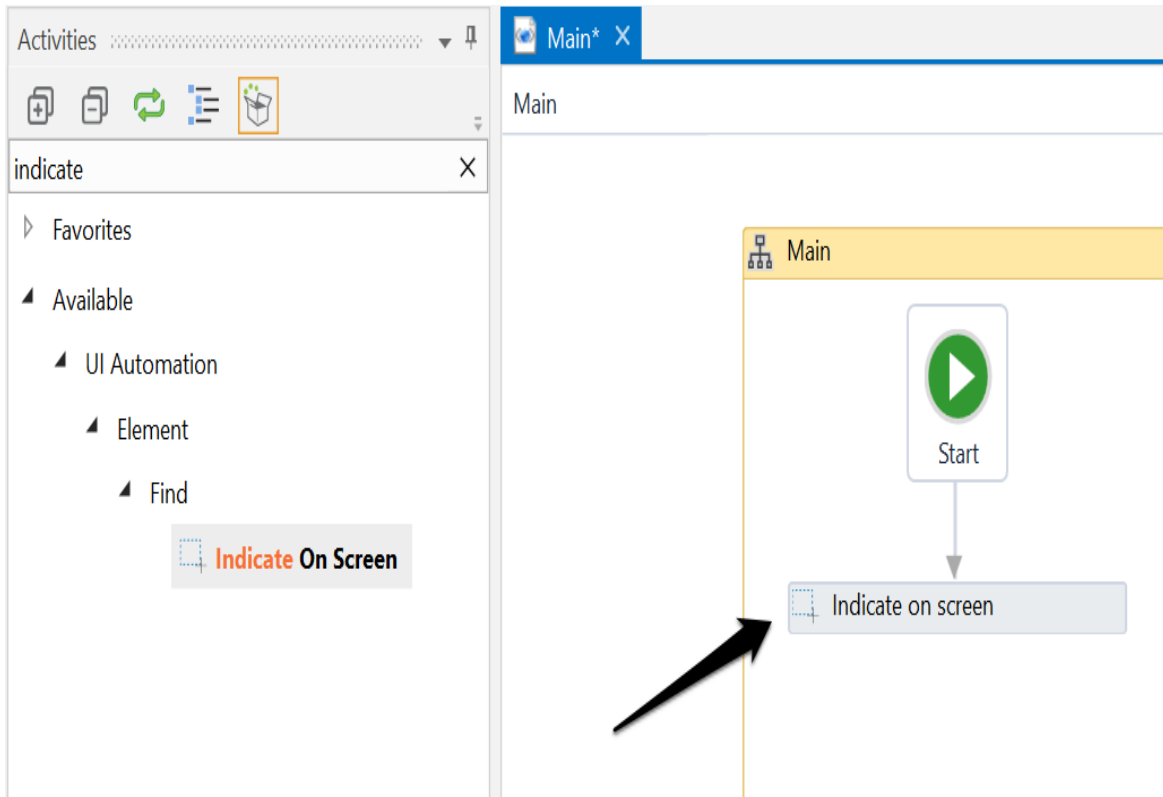 Activities
indicate
Favorites
Available
UI Automation
Element
Find
Indicate On Screen
Main*
Main
Main
Start
Indicate on screen